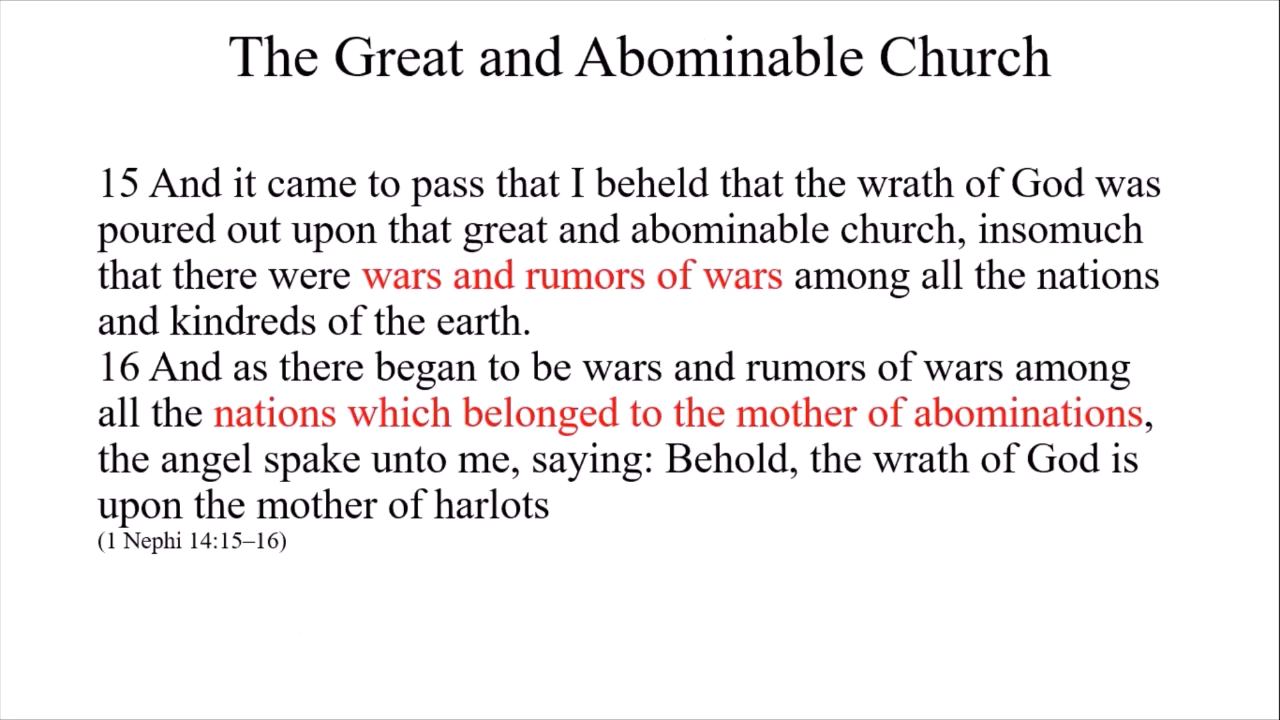 The Great and Abominable Church
15 And it came to pass that I beheld that the wrath of God was
poured out upon that great and abominable church, insomuch
that there were wars and rumors of wars among all the nations
and kindreds of the earth.
16 And as there began to be wars and rumors of wars among
all the nations which belonged to the mother of abominations,
the angel spake unto me, saying: Behold, the wrath of God is
upon the mother of harlots
(1 Nephi 14:15–16)